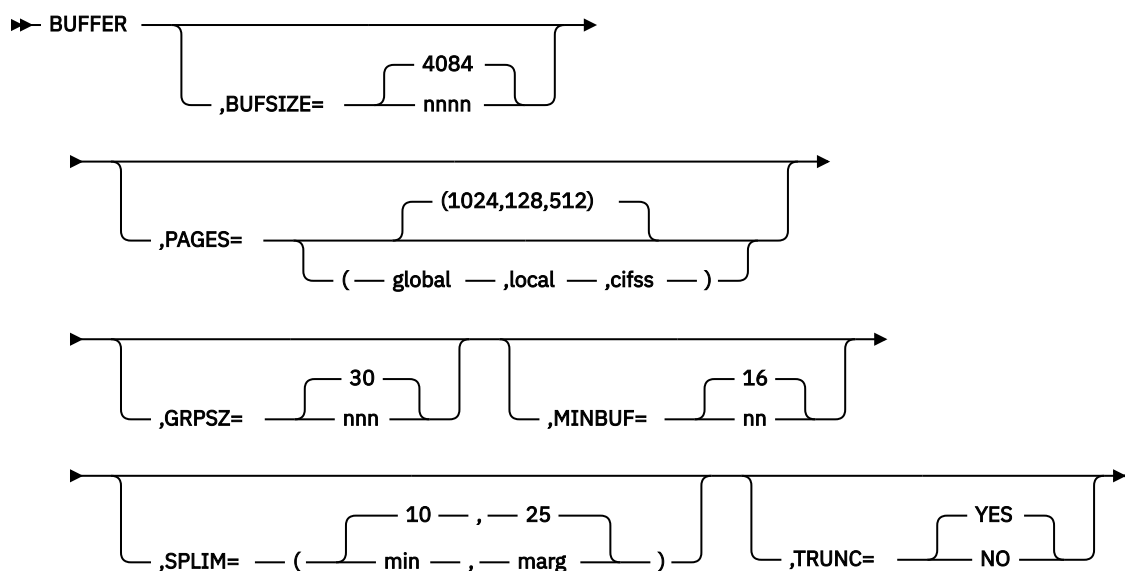 BUFFER
4084
,BUFSIZE= nnnn
(1024,128,512)
,PAGES=
( global ,local ,cifss )
30 16
,GRPSZ= nnn ,MINBUF= nn
10 , 25 YES
,SPLIM= ( min , marg ) ,TRUNC= NO